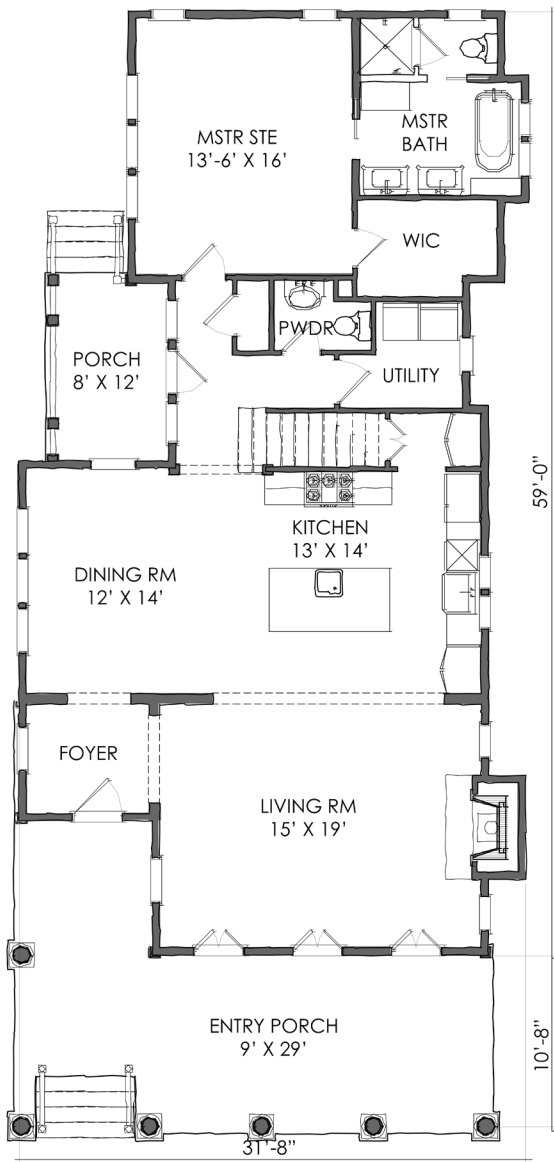 MSTR STE
13'-6' X 16'
MSTR
BATH
WIC
PWDR
PORCH
8' X 12'
UTILITY
59'-0"
KITCHEN
13' X 14'
DINING RM
12' X 14'
FOYER
LIVING RM
15' X 19'
ENTRY PORCH
9' X 29'
10'-8"
31'-8"